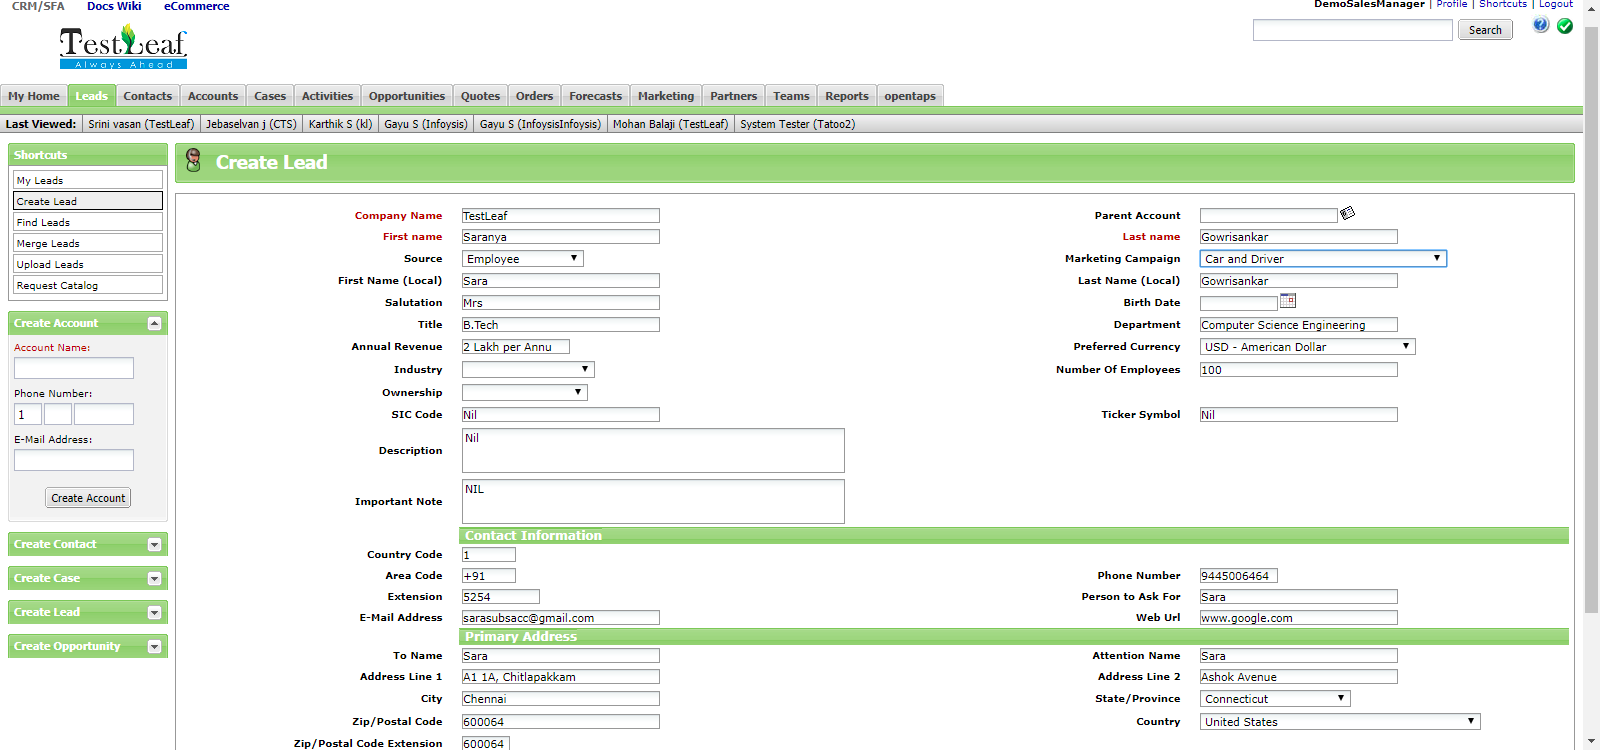 CRM/SFA Docs Wiki eCommerce
DemoSalesManager | Profile | Shortcuts | Logout
Search
TestLeaf
Always Ahead
My Home Leads Contacts Accounts Cases Activities Opportunities Quotes Orders Forecasts Marketing Partners Teams Reports opentaps
Last Viewed: Srini vasan (TestLeaf) Jebaselvan j (CTS) Karthik S (kl) Gayu S (Infoysis) Gayu S (InfoysisInfoysis) Mohan Balaji (TestLeaf) System Tester (Tatoo2)
Shortcuts
My Leads
Create Lead
Find Leads
Merge Leads
Upload Leads
Request Catalog
Create Account
Account Name:
Phone Number:
1
E-Mail Address:
Create Account
Create Contact
Create Case
Create Lead
Create Opportunity
Create Lead
Company Name TestLeaf Parent Account
First name Saranya Last name Gowrisankar
Source Employee Marketing Campaign Car and Driver
First Name (Local) Sara Last Name (Local) Gowrisankar
Salutation Mrs Birth Date
Title B.Tech Department Computer Science Engineering
Annual Revenue 2 Lakh per Annu Preferred Currency USD - American Dollar
Industry Number Of Employees 100
Ownership
SIC Code Nil Ticker Symbol Nil
Description Nil
Important Note NIL
Contact Information
Country Code 1
Area Code +91 Phone Number 9445006464
Extension 5254 Person to Ask For Sara
E-Mail Address sarasubsacc@gmail.com Web Url www.google.com
Primary Address
To Name Sara Attention Name Sara
Address Line 1 A1 1A, Chitlapakkam Address Line 2 Ashok Avenue
City Chennai State/Province Connecticut
Zip/Postal Code 600064 Country United States
Zip/Postal Code Extension 600064